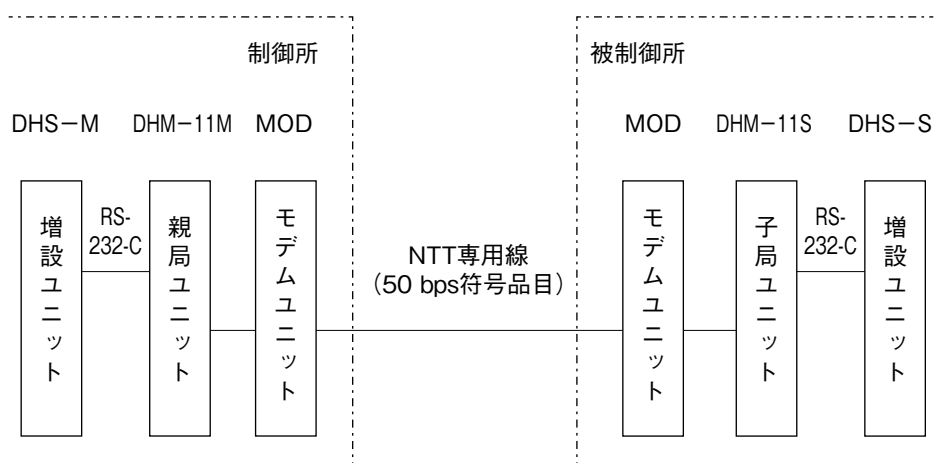 制御所
被制御所
DHS－M
DHM－11M
MOD
MOD
DHM－11S
DHS－S
増設ユニット
RS-
232-C
親局ユニット
モデムユニット
NTT専用線
（50 bps符号品目）
モデムユニット
子局ユニット
RS-
232-C
増設ユニット